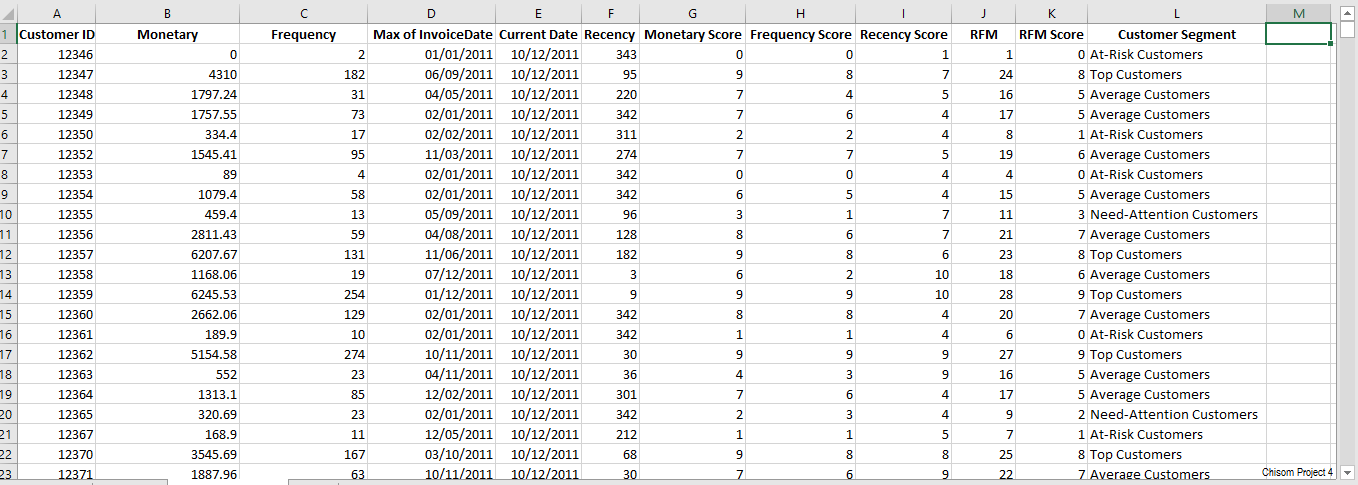 A B C D E F G H I J K L M
1 Customer ID Monetary Frequency Max of InvoiceDate Current Date Recency Monetary Score Frequency Score Recency Score RFM RFM Score Customer Segment
2 12346 0 2 01/01/2011 10/12/2011 343 0 0 1 1 0 At-Risk Customers
3 12347 4310 182 06/09/2011 10/12/2011 95 9 8 7 24 8 Top Customers
4 12348 1797.24 31 04/05/2011 10/12/2011 220 7 4 5 16 5 Average Customers
5 12349 1757.55 73 02/01/2011 10/12/2011 342 7 6 4 17 5 Average Customers
6 12350 334.4 17 02/02/2011 10/12/2011 311 2 2 4 8 1 At-Risk Customers
7 12352 1545.41 95 11/03/2011 10/12/2011 274 7 7 5 19 6 Average Customers
8 12353 89 4 02/01/2011 10/12/2011 342 0 0 4 4 0 At-Risk Customers
9 12354 1079.4 58 02/01/2011 10/12/2011 342 6 5 4 15 5 Average Customers
10 12355 459.4 13 05/09/2011 10/12/2011 96 3 1 7 11 3 Need-Attention Customers
11 12356 2811.43 59 04/08/2011 10/12/2011 128 8 6 7 21 7 Average Customers
12 12357 6207.67 131 11/06/2011 10/12/2011 182 9 8 6 23 8 Top Customers
13 12358 1168.06 19 07/12/2011 10/12/2011 3 6 2 10 18 6 Average Customers
14 12359 6245.53 254 01/12/2011 10/12/2011 9 9 9 10 28 9 Top Customers
15 12360 2662.06 129 02/01/2011 10/12/2011 342 8 8 4 20 7 Average Customers
16 12361 189.9 10 02/01/2011 10/12/2011 342 1 1 4 6 0 At-Risk Customers
17 12362 5154.58 274 10/11/2011 10/12/2011 30 9 9 9 27 9 Top Customers
18 12363 552 23 04/11/2011 10/12/2011 36 4 3 9 16 5 Average Customers
19 12364 1313.1 85 12/02/2011 10/12/2011 301 7 6 4 17 5 Average Customers
20 12365 320.69 23 02/01/2011 10/12/2011 342 2 3 4 9 2 Need-Attention Customers
21 12367 168.9 11 12/05/2011 10/12/2011 212 1 1 5 7 1 At-Risk Customers
22 12370 3545.69 167 03/10/2011 10/12/2011 68 9 8 8 25 8 Top Customers
23 12371 1887.96 63 10/11/2011 10/12/2011 30 7 6 9 22 7 Average Customers
Chisom Project 4